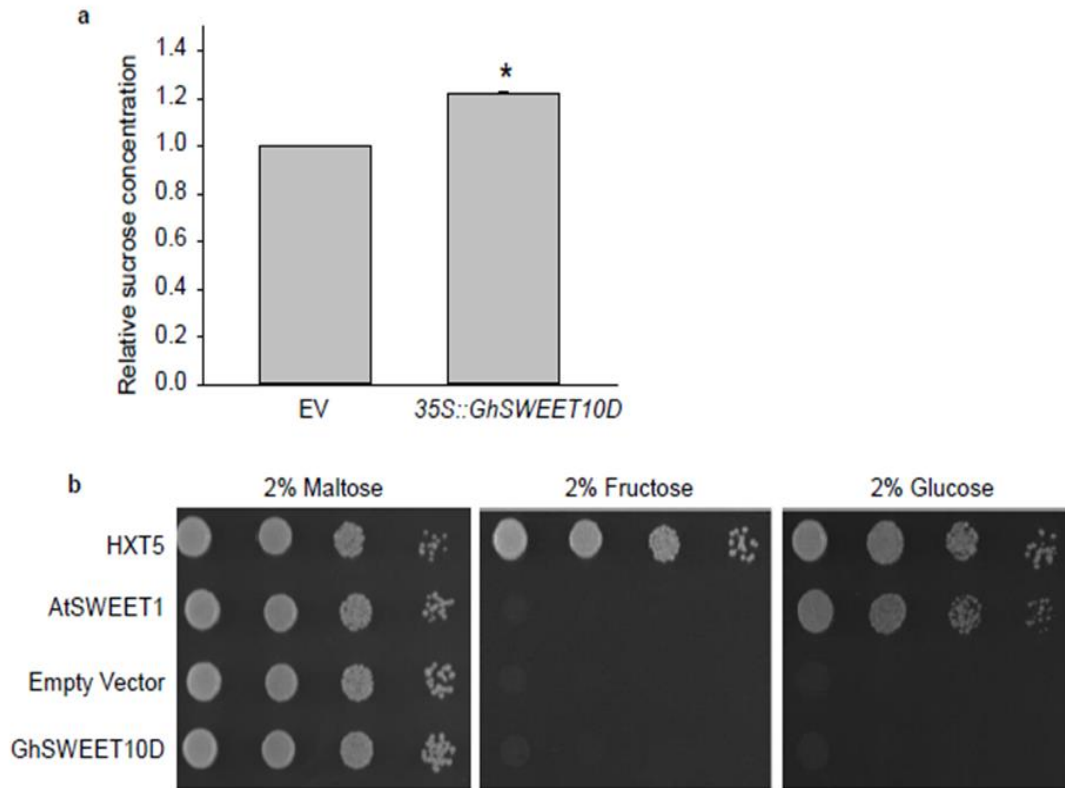 a
1.4
1.2
1.0
0.8
0.6
0.4
0.2
0.0
Relative sucrose concentration
*
EV 35S::GhSWEET10D
b
2% Maltose 2% Fructose 2% Glucose
HXT5
AtSWEET1
Empty Vector
GhSWEET10D